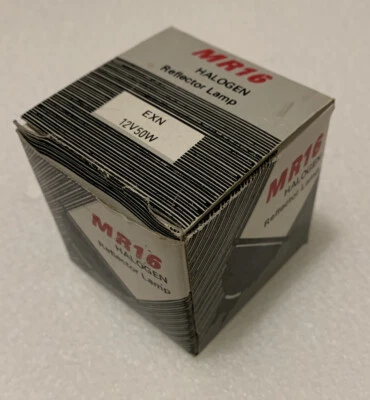 MR16
HALOGEN
Reflector Lamp
EXN
12V50W
MR16
HALOGEN
Reflector Lamp
MR16
HALOGEN
Reflector Lamp